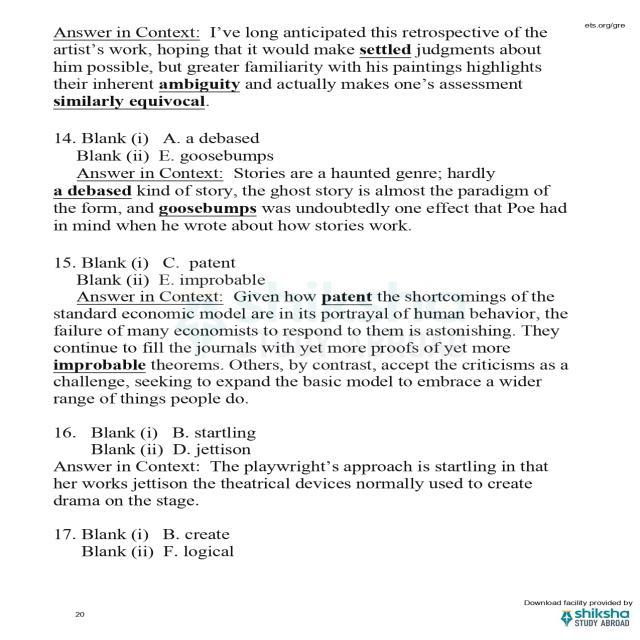 ets.org/gre
Answer in Context:  I've long anticipated this retrospective of the
artist's work, hoping that it would make settled judgments about
him possible, but greater familiarity with his paintings highlights
their inherent ambiguity and actually makes one's assessment
similarly equivocal.
14. Blank (i)   A. a debased
Blank (ii)  E. goosebumps
Answer in Context:  Stories are a haunted genre; hardly
a debased kind of story, the ghost story is almost the paradigm of
the form, and goosebumps was undoubtedly one effect that Poe had
in mind when he wrote about how stories work.
15. Blank (i)   C.  patent
Blank (ii)  E. improbable
Answer in Context:  Given how patent the shortcomings of the
standard economic model are in its portrayal of human behavior, the
failure of many economists to respond to them is astonishing. They
continue to fill the journals with yet more proofs of yet more
improbable theorems. Others, by contrast, accept the criticisms as a
challenge, seeking to expand the basic model to embrace a wider
range of things people do.
shiksha
STUDY ABROAD
16.   Blank (i)   B. startling
Blank (ii)  D. jettison
Answer in Context:  The playwright's approach is startling in that
her works jettison the theatrical devices normally used to create
drama on the stage.
17. Blank (i)   B. create
Blank (ii)  F. logical
20
Download facility provided by
shiksha
STUDY ABROAD